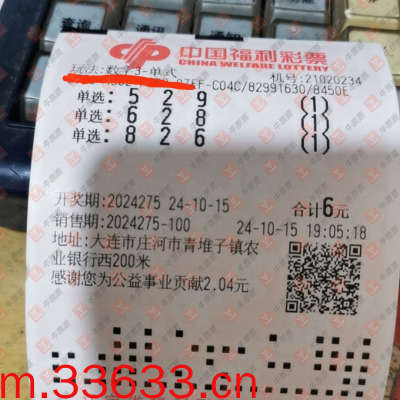 查询
通讯
中国福利彩票
CHINA WELFARE LOTTERY
玩法:数字3-单式
机号:21020234
-C04C/82991630/8450E
单选: 5 2 9 (1)
单选: 6 2 8 (1)
单选: 8 2 6 (1)
开奖期:2024275 24-10-15 合计6元
销售期:2024275-100 24-10-15 19:05:18
地址:大连市庄河市青堆子镇农
业银行西200米
感谢您为公益事业贡献2.04元
m.33633.cn